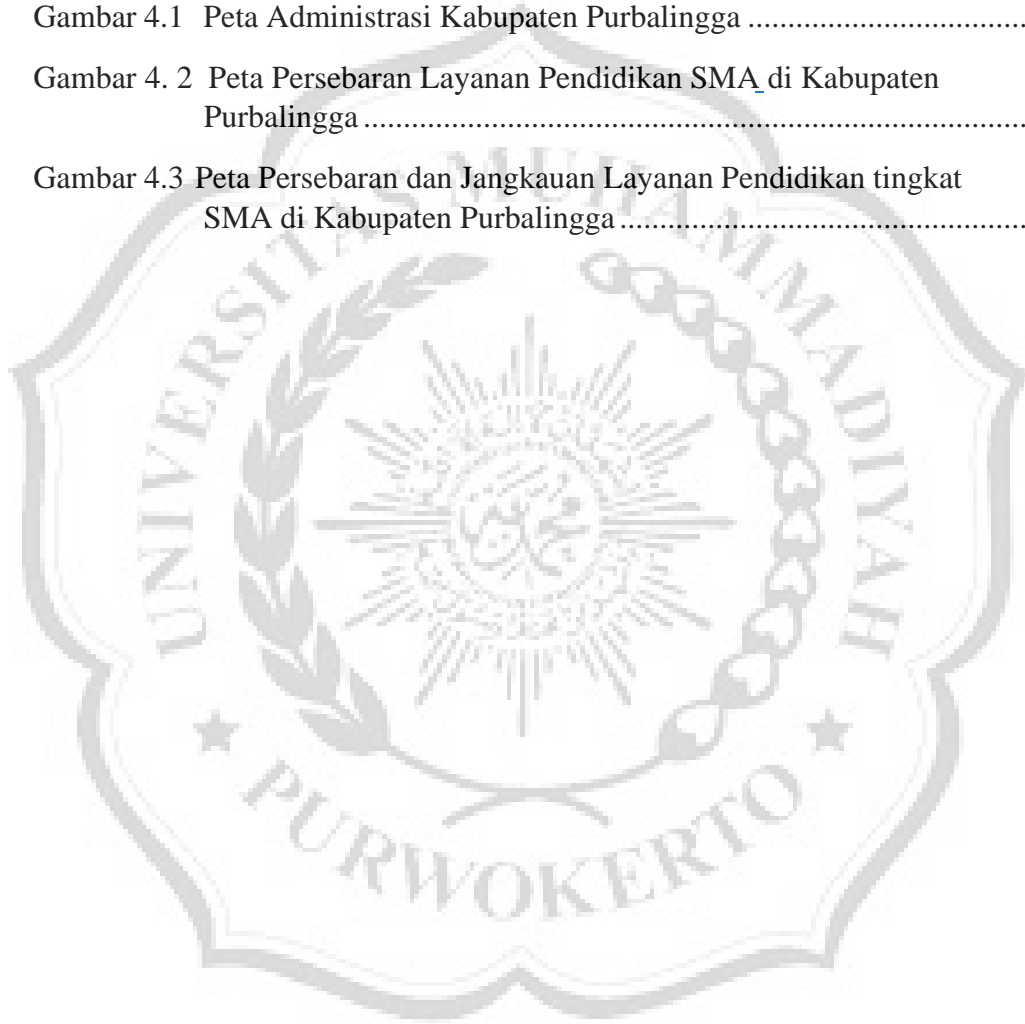 Gambar 4.1 Peta Administrasi Kabupaten Purbalingga ...................................
Gambar 4. 2 Peta Persebaran Layanan Pendidikan SMA di Kabupaten
Purbalingga ....................................................................................
Gambar 4.3 Peta Persebaran dan Jangkauan Layanan Pendidikan tingkat
SMA di Kabupaten Purbalingga ....................................................
UNIVERSITAS MUHAMMADIYAH
PURWOKERTO